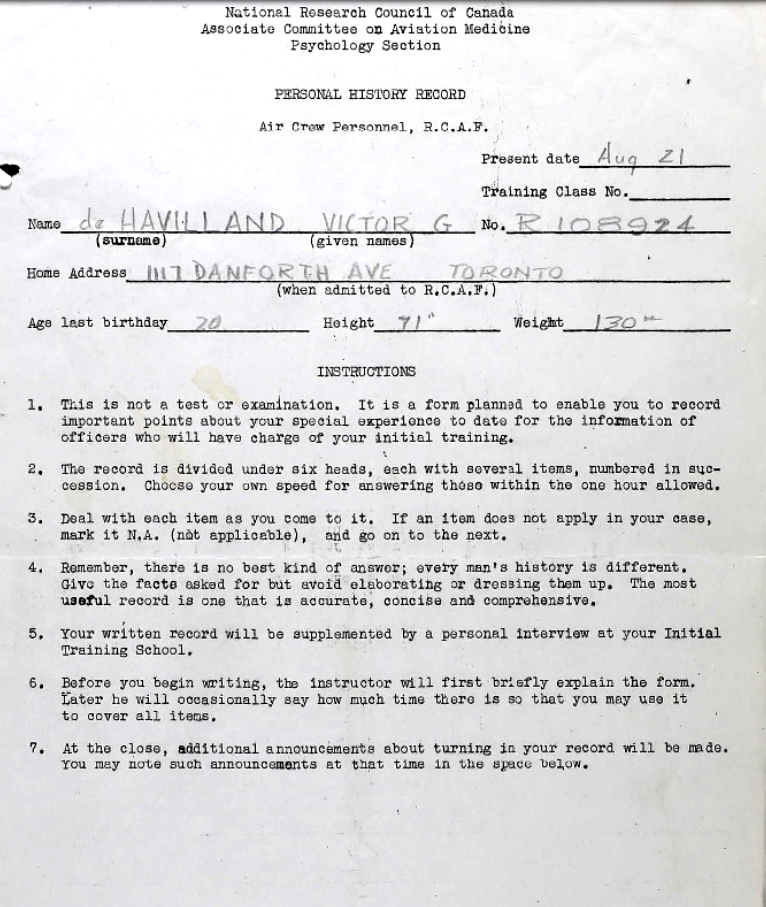 National Research Council of Canada
Associate Committee on Aviation Medicine
Psychology Section
PERSONAL HISTORY RECORD
Air Crew Personnel, R.C.A.F.
Present date Aug 21
Training Class No.
Name de HAVILLAND VICTOR G No. R 108924
(surname) (given names)
Home Address 1117 DANFORTH AVE TORONTO
(when admitted to R.C.A.F.)
Age last birthday 20 Height 71" Weight 130
INSTRUCTIONS
1. This is not a test or examination. It is a form planned to enable you to record
important points about your special experience to date for the information of
officers who will have charge of your initial training.
2. The record is divided under six heads, each with several items, numbered in suc-
cession. Choose your own speed for answering those within the one hour allowed.
3. Deal with each item as you come to it. If an item does not apply in your case,
mark it N.A. (not applicable), and go on to the next.
4. Remember, there is no best kind of answer; every man's history is different.
Give the facts asked for but avoid elaborating or dressing them up. The most
useful record is one that is accurate, concise and comprehensive.
5. Your written record will be supplemented by a personal interview at your Initial
Training School.
6. Before you begin writing, the instructor will first briefly explain the form.
Later he will occasionally say how much time there is so that you may use it
to cover all items.
7. At the close, additional announcements about turning in your record will be made.
You may note such announcements at that time in the space below.